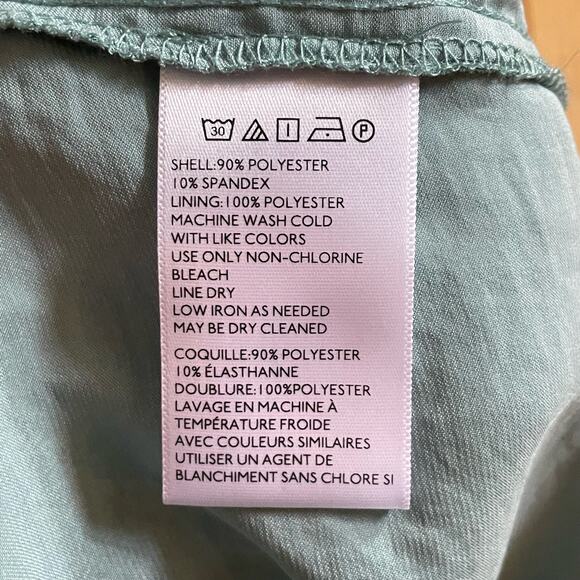 30 P
SHELL:90% POLYESTER
10% SPANDEX
LINING:100% POLYESTER
MACHINE WASH COLD
WITH LIKE COLORS
USE ONLY NON-CHLORINE
BLEACH
LINE DRY
LOW IRON AS NEEDED
MAY BE DRY CLEANED
COQUILLE:90% POLYESTER
10% ÉLASTHANNE
DOUBLURE:100%POLYESTER
LAVAGE EN MACHINE À
TEMPÉRATURE FROIDE
AVEC COULEURS SIMILAIRES
UTILISER UN AGENT DE
BLANCHIMENT SANS CHLORE SI